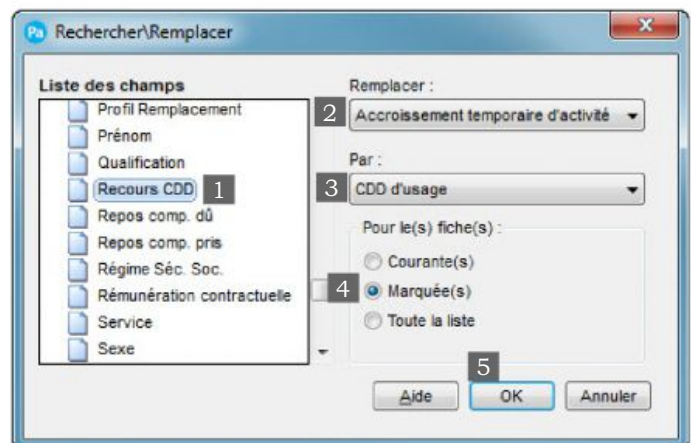 Pa Rechercher\Remplacer
Liste des champs
Profil Remplacement
Prénom
Qualification
Recours CDD 1
Repos comp. dû
Repos comp. pris
Régime Séc. Soc.
Rémunération contractuelle
Service
Sexe
Remplacer :
2 Accroissement temporaire d'activité
Par :
3 CDD d'usage
Pour le(s) fiche(s) :
Courante(s)
4 Marquée(s)
Toute la liste
5
Aide OK Annuler